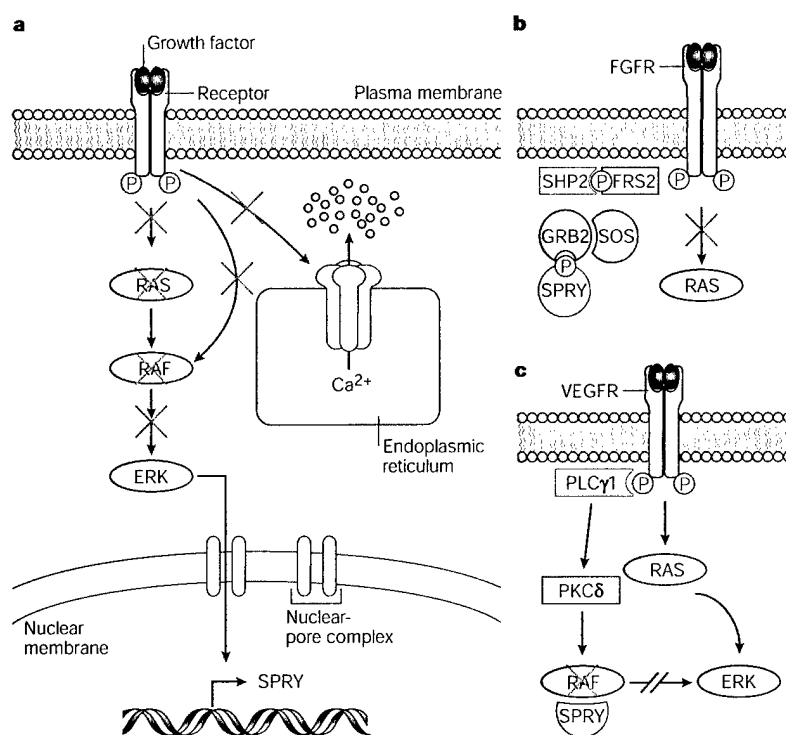 a
Growth factor
Receptor
Plasma membrane
P
P
RAS
RAF
ERK
Ca2+
Endoplasmic
reticulum
Nuclear
membrane
Nuclear-
pore complex
SPRY
b
FGFR
SHP2
P
FRS2
P
P
GRB2
SOS
P
SPRY
RAS
c
VEGFR
PLCγ1
P
P
RAS
PKCδ
RAF
ERK
SPRY